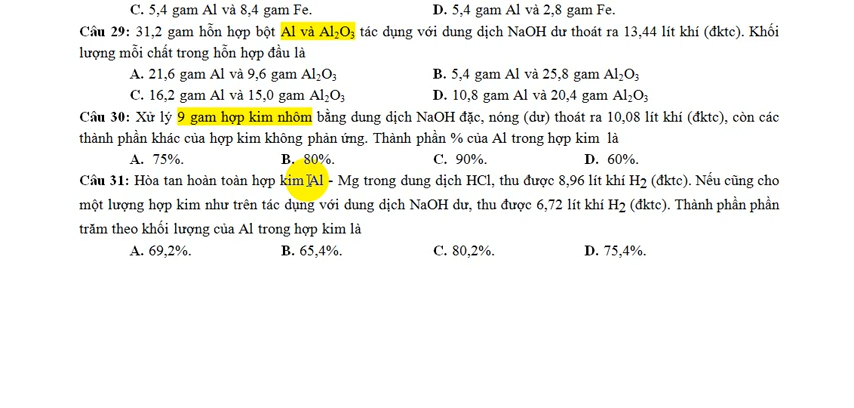 C. 5,4 gam Al và 8,4 gam Fe. D. 5,4 gam Al và 2,8 gam Fe.
Câu 29: 31,2 gam hỗn hợp bột Al và Al2O3 tác dụng với dung dịch NaOH dư thoát ra 13,44 lít khí (đktc). Khối
lượng mỗi chất trong hỗn hợp đầu là
A. 21,6 gam Al và 9,6 gam Al2O3 B. 5,4 gam Al và 25,8 gam Al2O3
C. 16,2 gam Al và 15,0 gam Al2O3 D. 10,8 gam Al và 20,4 gam Al2O3
Câu 30: Xử lý 9 gam hợp kim nhôm bằng dung dịch NaOH đặc, nóng (dư) thoát ra 10,08 lít khí (đktc), còn các
thành phần khác của hợp kim không phản ứng. Thành phần % của Al trong hợp kim là
A. 75%. B. 80%. C. 90%. D. 60%.
Câu 31: Hòa tan hoàn toàn hợp kim Al - Mg trong dung dịch HCl, thu được 8,96 lít khí H2 (đktc). Nếu cũng cho
một lượng hợp kim như trên tác dụng với dung dịch NaOH dư, thu được 6,72 lít khí H2 (đktc). Thành phần phần
trăm theo khối lượng của Al trong hợp kim là
A. 69,2%. B. 65,4%. C. 80,2%. D. 75,4%.